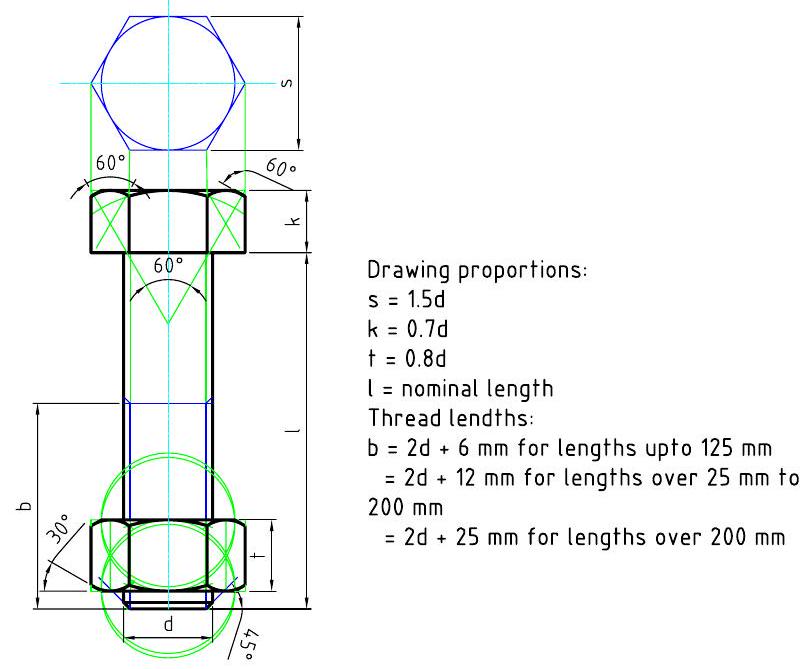 s
60°
60°
k
60°
Drawing proportions:
s = 1.5d
k = 0.7d
t = 0.8d
l = nominal length
Thread lendths:
b = 2d + 6 mm for lengths upto 125 mm
= 2d + 12 mm for lengths over 25 mm to
200 mm
= 2d + 25 mm for lengths over 200 mm
l
b
30°
t
d
45°